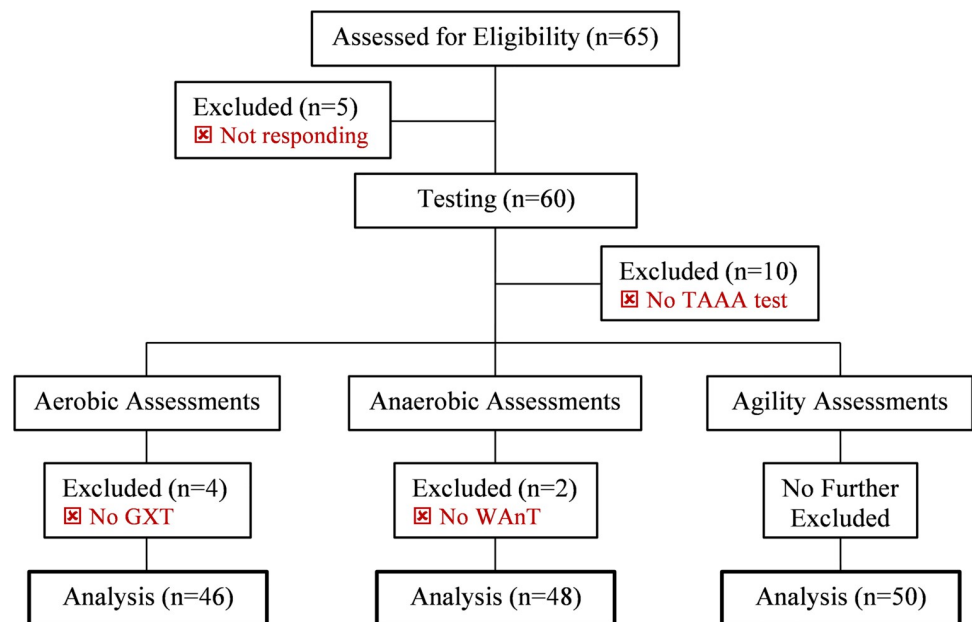 Assessed for Eligibility (n=65)
Excluded (n=5)
☒ Not responding
Testing (n=60)
Excluded (n=10)
☒ No TAAA test
Aerobic Assessments
Anaerobic Assessments
Agility Assessments
Excluded (n=4)
☒ No GXT
Excluded (n=2)
☒ No WAnT
No Further
Excluded
Analysis (n=46)
Analysis (n=48)
Analysis (n=50)